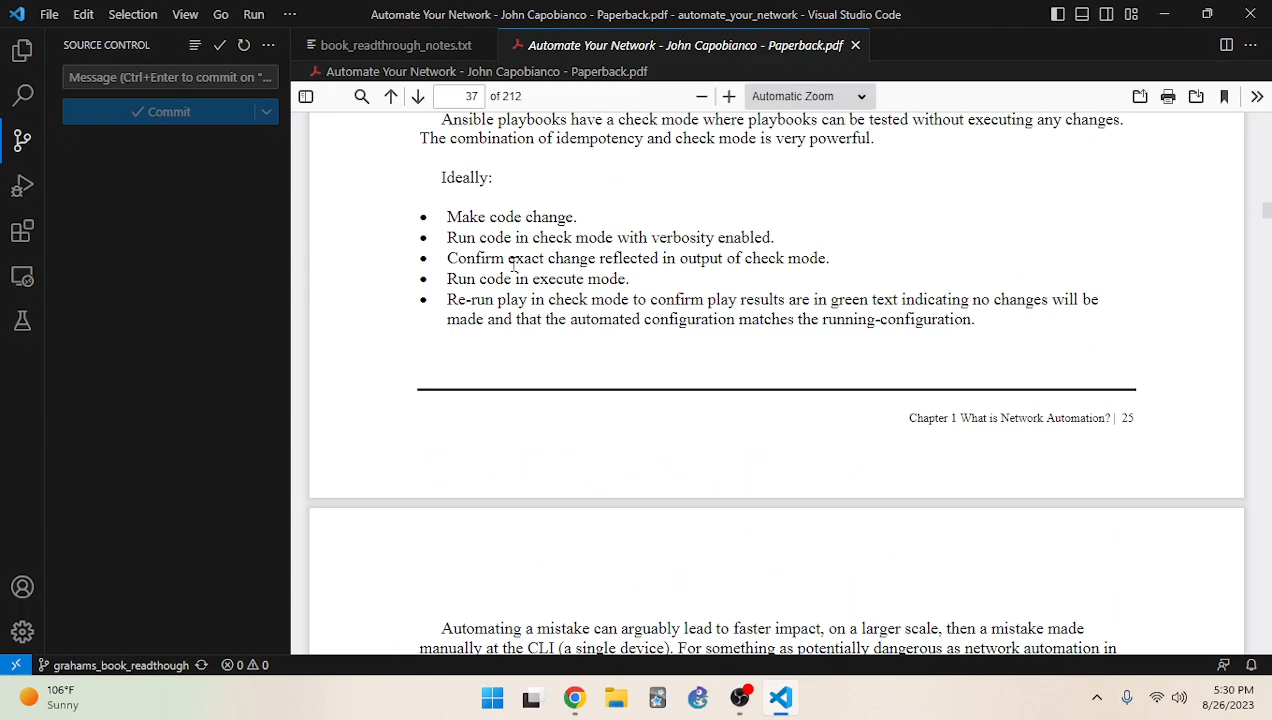 File Edit Selection View Go Run ··· Automate Your Network - John Capobianco - Paperback.pdf - automate_your_network - Visual Studio Code
SOURCE CONTROL
book_readthrough_notes.txt Automate Your Network - John Capobianco - Paperback.pdf
Message (Ctrl+Enter to commit on "...
Automate Your Network - John Capobianco - Paperback.pdf
37 of 212 Automatic Zoom
Commit
Ansible playbooks have a check mode where playbooks can be tested without executing any changes.
The combination of idempotency and check mode is very powerful.
Ideally:
• Make code change.
• Run code in check mode with verbosity enabled.
• Confirm exact change reflected in output of check mode.
• Run code in execute mode.
• Re-run play in check mode to confirm play results are in green text indicating no changes will be
made and that the automated configuration matches the running-configuration.
Chapter 1 What is Network Automation? | 25
Automating a mistake can arguably lead to faster impact, on a larger scale, then a mistake made
manually at the CLI (a single device). For something as potentially dangerous as network automation in
grahams_book_readthough 0 0
106°F
Sunny
5:30 PM
8/26/2023